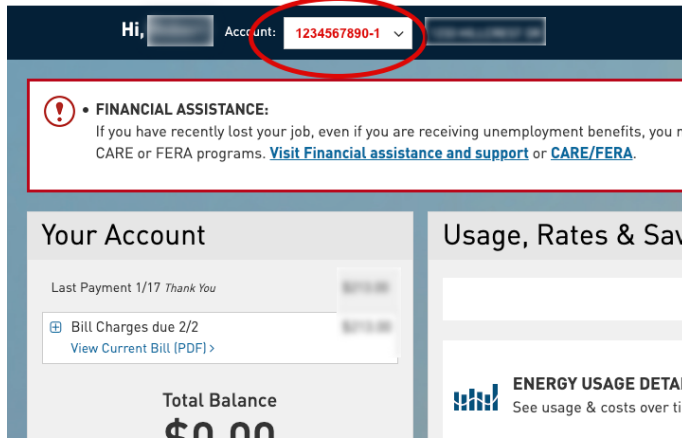 Hi,
Account: 1234567890-1
FINANCIAL ASSISTANCE:
If you have recently lost your job, even if you are receiving unemployment benefits, you
CARE or FERA programs. Visit Financial assistance and support or CARE/FERA.
Your Account
Usage, Rates & Sav
Last Payment 1/17 Thank You
Bill Charges due 2/2
View Current Bill (PDF) >
Total Balance
$0.00
ENERGY USAGE DETAI
See usage & costs over ti